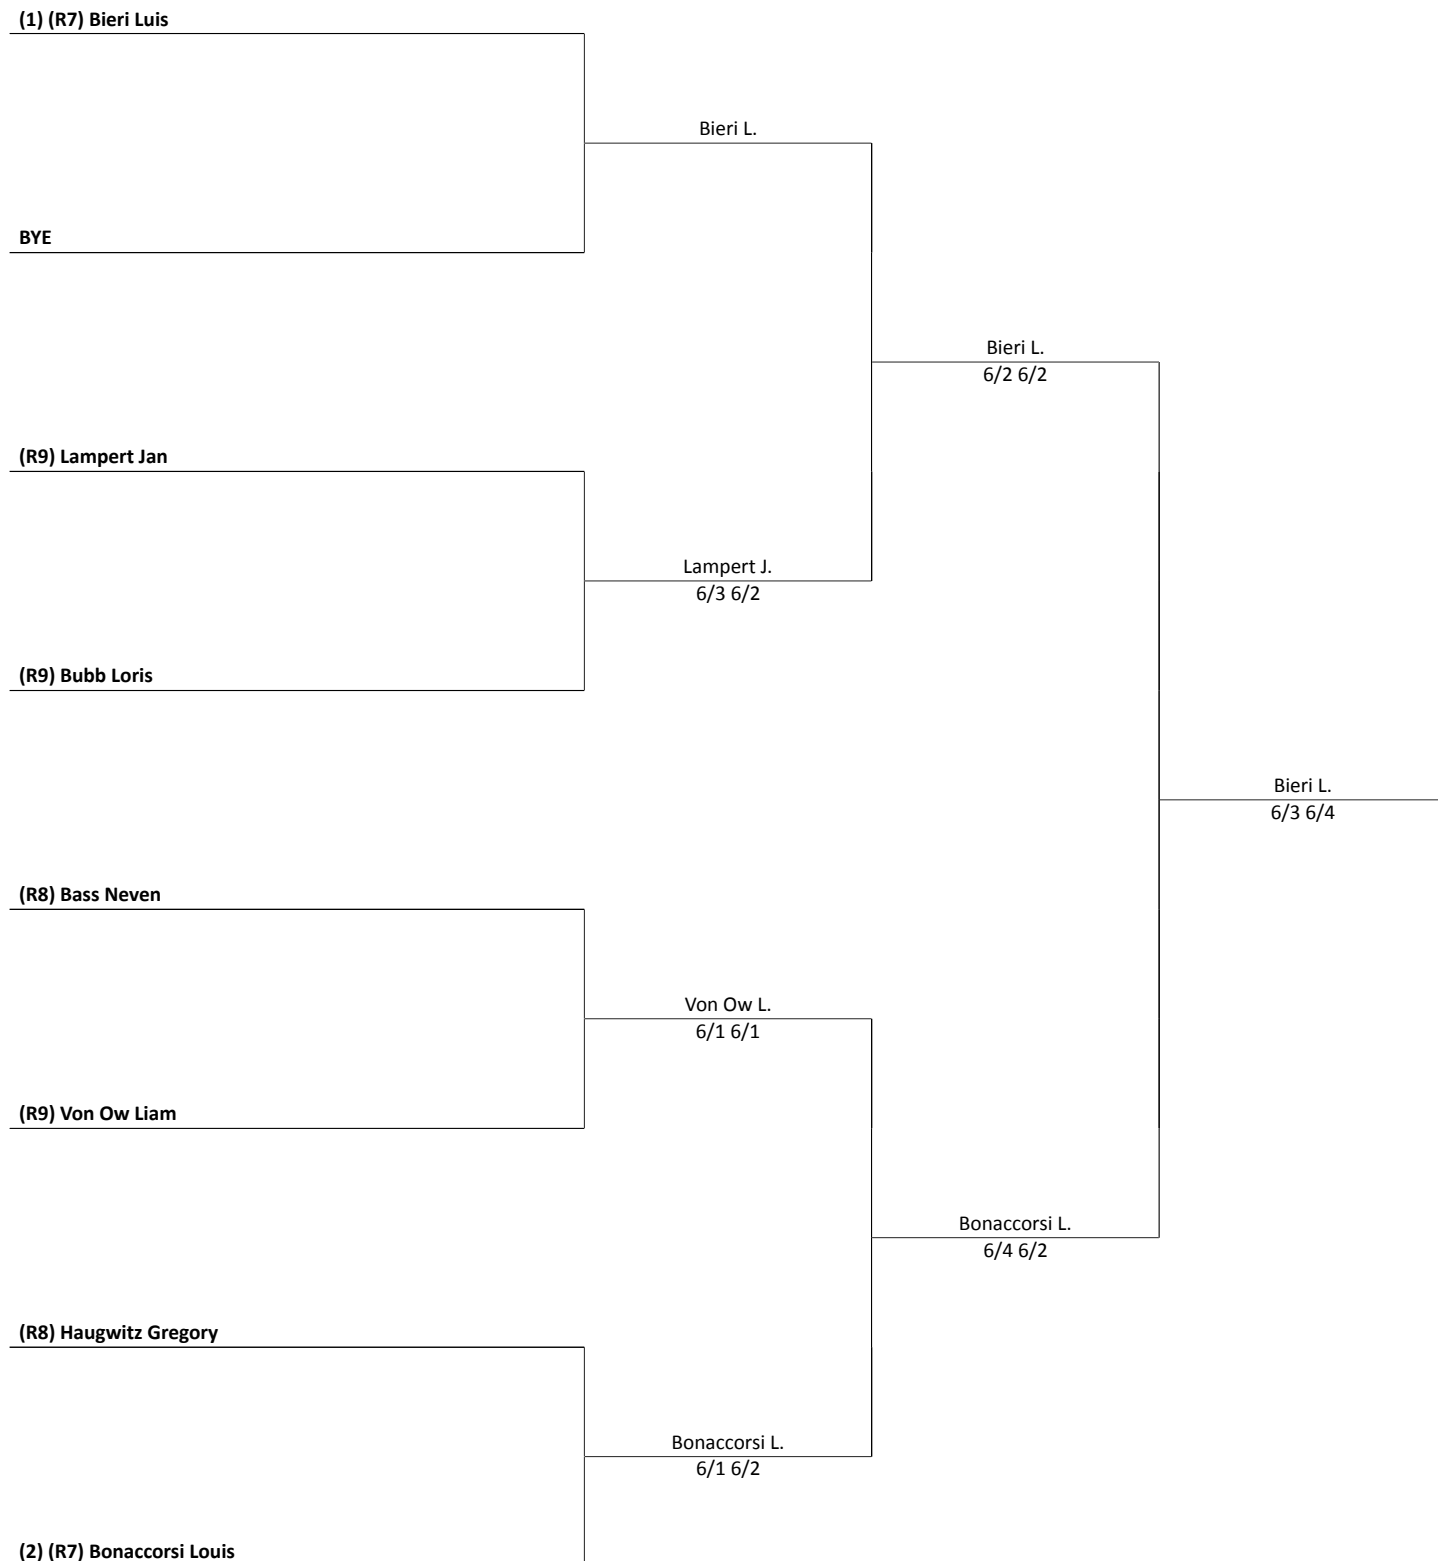 (1) (R7) Bieri Luis
Bieri L.
BYE
Bieri L.
6/2 6/2
(R9) Lampert Jan
Lampert J.
6/3 6/2
(R9) Bubb Loris
Bieri L.
6/3 6/4
(R8) Bass Neven
Von Ow L.
6/1 6/1
(R9) Von Ow Liam
Bonaccorsi L.
6/4 6/2
(R8) Haugwitz Gregory
Bonaccorsi L.
6/1 6/2
(2) (R7) Bonaccorsi Louis